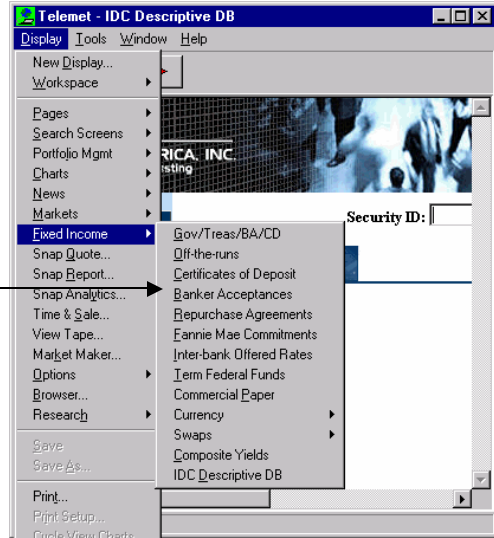 Telemet - IDC Descriptive DB
Display Tools Window Help
New Display...
Workspace
Pages
Search Screens
Portfolio Mgmt
Charts
News
Markets
Fixed Income
Snap Quote...
Snap Report...
Snap Analytics...
Time & Sale...
View Tape...
Market Maker...
Options
Browser...
Research
Save
Save As...
Print...
Print Setup...
Cycle View Charts
RICA, INC.
sting
Security ID:
Gov/Treas/BA/CD
Off-the-runs
Certificates of Deposit
Banker Acceptances
Repurchase Agreements
Fannie Mae Commitments
Inter-bank Offered Rates
Term Federal Funds
Commercial Paper
Currency
Swaps
Composite Yields
IDC Descriptive DB